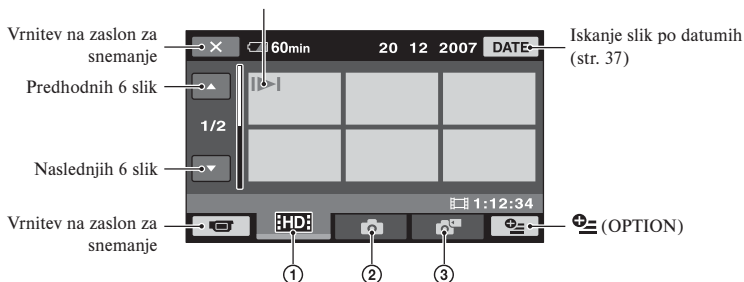 Vrnitev na zaslon za
snemanje
60min
20 12 2007
DATE
Iskanje slik po datumih
(str. 37)
Predhodnih 6 slik
1/2
Naslednjih 6 slik
1:12:34
Vrnitev na zaslon za
snemanje
HD
(OPTION)
① ② ③